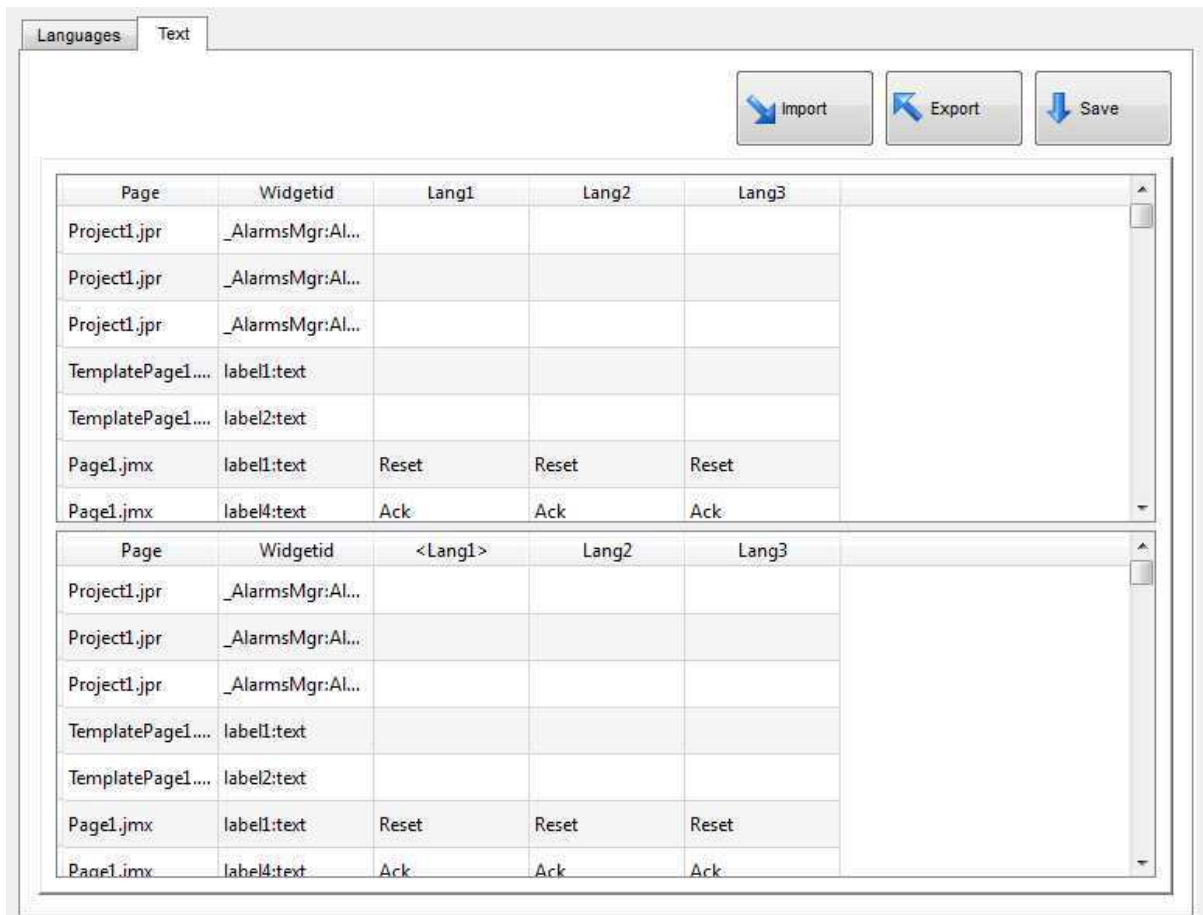 Languages Text
Import Export Save
Page Widgetid Lang1 Lang2 Lang3
Project1.jpr _AlarmsMgr:Al...
Project1.jpr _AlarmsMgr:Al...
Project1.jpr _AlarmsMgr:Al...
TemplatePage1.... label1:text
TemplatePage1.... label2:text
Page1.jmx label1:text Reset Reset Reset
Page1.jmx label4:text Ack Ack Ack
Page Widgetid <Lang1> Lang2 Lang3
Project1.jpr _AlarmsMgr:Al...
Project1.jpr _AlarmsMgr:Al...
Project1.jpr _AlarmsMgr:Al...
TemplatePage1.... label1:text
TemplatePage1.... label2:text
Page1.jmx label1:text Reset Reset Reset
Page1.jmx label4:text Ack Ack Ack